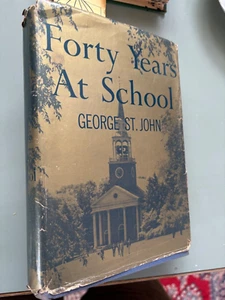 Forty Years
At School
GEORGE ST. JOHN